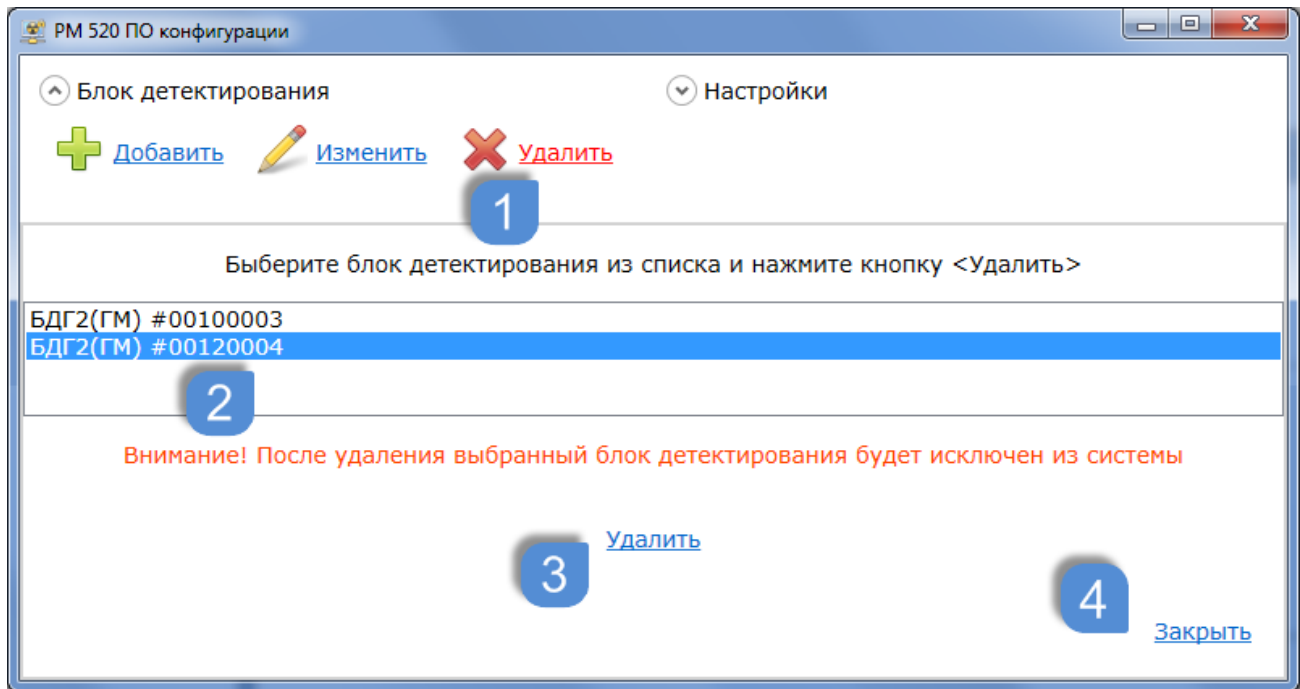 РМ 520 ПО конфигурации
Блок детектирования
Настройки
Добавить
Изменить
Удалить
1
Выберите блок детектирования из списка и нажмите кнопку <Удалить>
БДГ2(ГМ) #00100003
БДГ2(ГМ) #00120004
2
Внимание! После удаления выбранный блок детектирования будет исключен из системы
Удалить
3
4
Закрыть